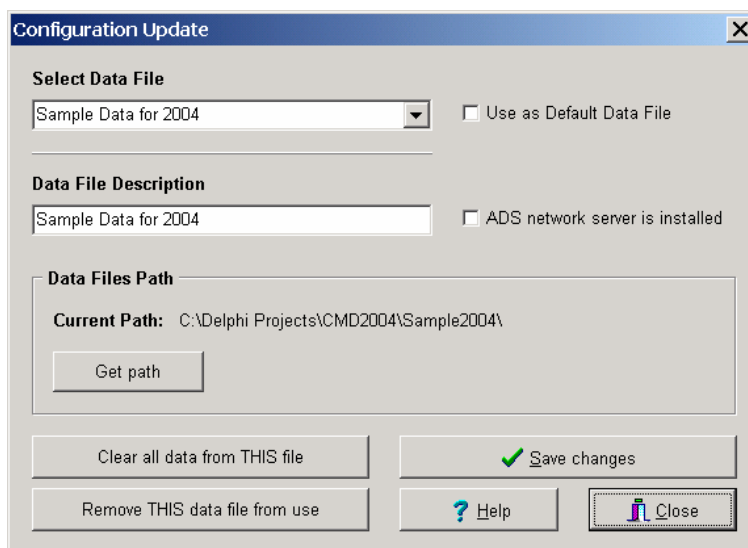 Configuration Update
Select Data File
Sample Data for 2004
Use as Default Data File
Data File Description
Sample Data for 2004
ADS network server is installed
Data Files Path
Current Path: C:\Delphi Projects\CMD2004\Sample2004\
Get path
Clear all data from THIS file
Save changes
Remove THIS data file from use
Help
Close